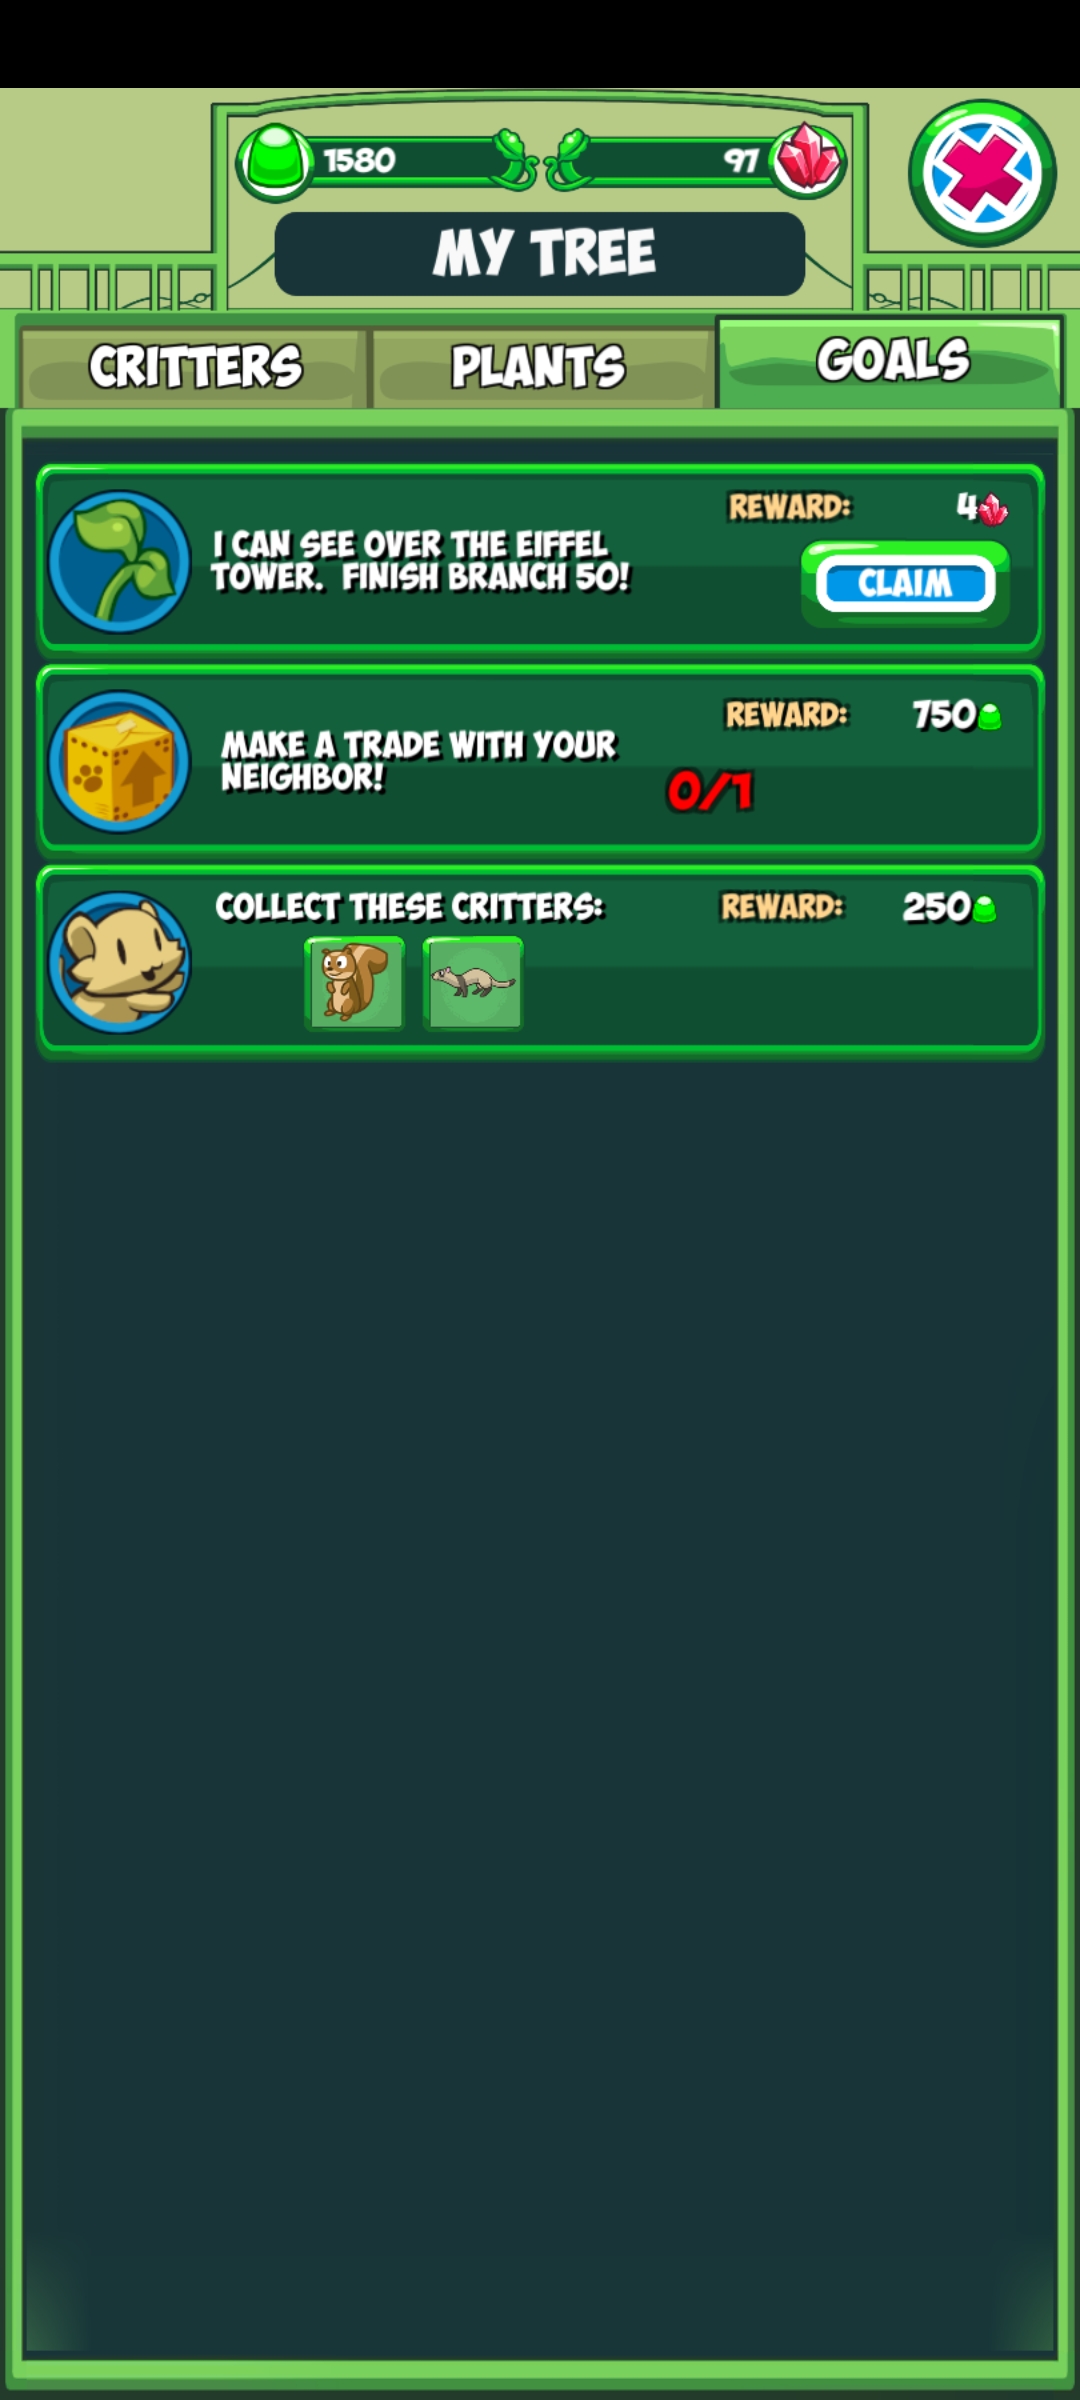 1580
97
MY TREE
CRITTERS
PLANTS
GOALS
I CAN SEE OVER THE EIFFEL
TOWER.  FINISH BRANCH 50!
REWARD:
4
CLAIM
MAKE A TRADE WITH YOUR
NEIGHBOR!
REWARD:
750
0/1
COLLECT THESE CRITTERS:
REWARD:
250